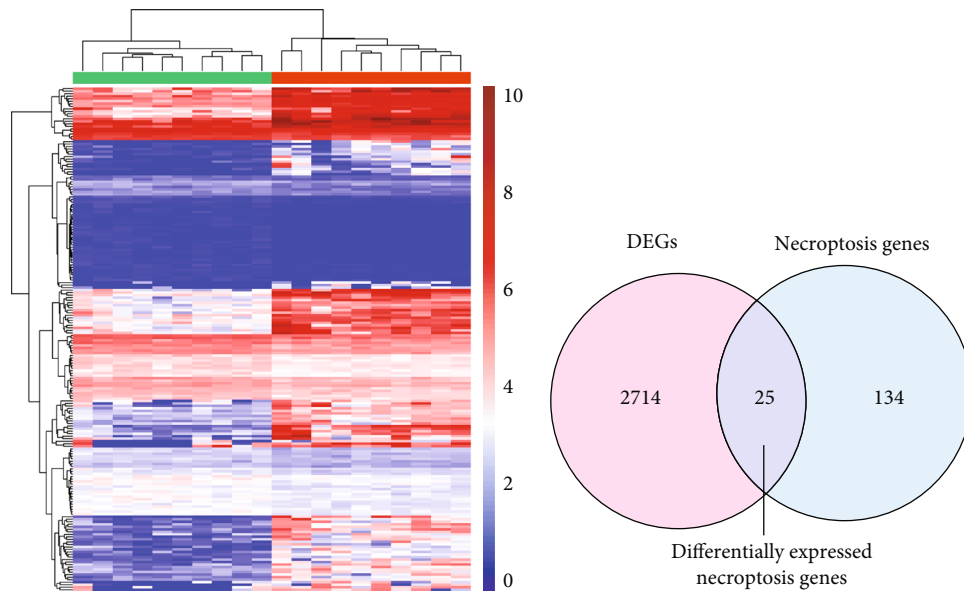 10
8
6
4
2
0
DEGs
Necroptosis genes
2714
25
134
Differentially expressed
necroptosis genes